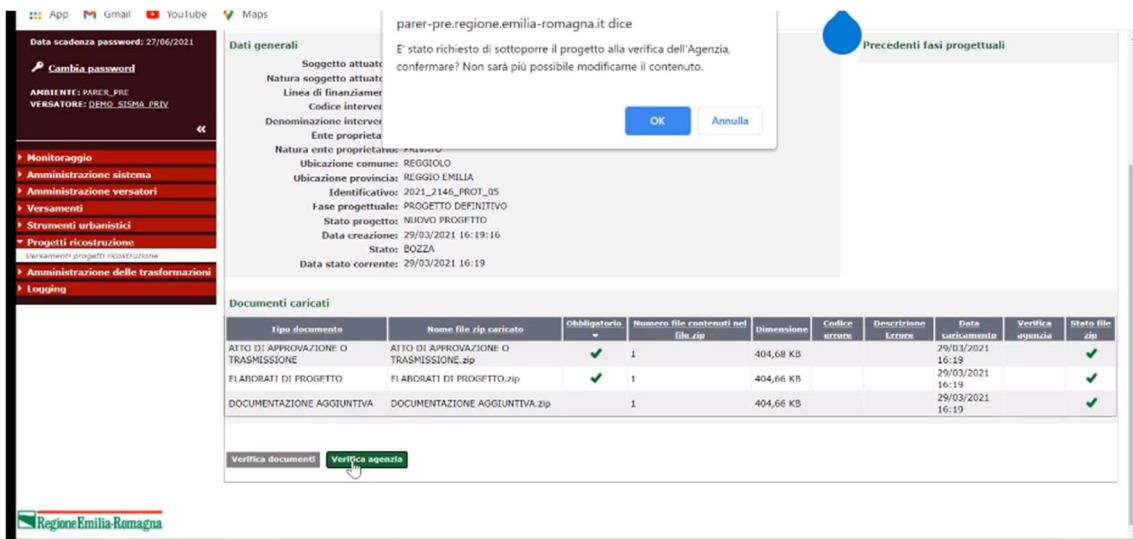 App Gmail YouTube Maps
parer-pre.regione.emilia-romagna.it dice
E' stato richiesto di sottoporre il progetto alla verifica dell'Agenzia,
confermare? Non sarà più possibile modificarne il contenuto.
OK Annulla
Data scadenza password: 27/06/2021
Cambia password
AMBIENTE: PARER_PRE
VERSATORE: DEMO_SISMA_PRIV
«
Monitoraggio
Amministrazione sistema
Amministrazione versatori
Versamenti
Strumenti urbanistici
Progetti ricostruzione
Versamenti progetti ricostruzione
Amministrazione delle trasformazioni
Logging
Dati generali
Soggetto attuato
Natura soggetto attuato
Linea di finanziamen
Codice interven
Denominazione interven
Ente proprieta
Natura ente proprietario: PRIVATO
Ubicazione comune: REGGIOLO
Ubicazione provincia: REGGIO EMILIA
Identificativo: 2021_2146_PROT_05
Fase progettuale: PROGETTO DEFINITIVO
Stato progetto: NUOVO PROGETTO
Data creazione: 29/03/2021 16:19:16
Stato: BOZZA
Data stato corrente: 29/03/2021 16:19
Precedenti fasi progettuali
Documenti caricati
Tipo documento Nome file zip caricato Obbligatorio Numero file contenuti nel file zip Dimensione Codice errore Descrizione Errore Data caricamento Verifica agenzia Stato file zip
ATTO DI APPROVAZIONE O TRASMISSIONE ATTO DI APPROVAZIONE O TRASMISSIONE.zip 1 404,68 KB 29/03/2021 16:19
ELABORATI DI PROGETTO ELABORATI DI PROGETTO.zip 1 404,66 KB 29/03/2021 16:19
DOCUMENTAZIONE AGGIUNTIVA DOCUMENTAZIONE AGGIUNTIVA.zip 1 404,66 KB 29/03/2021 16:19
Verifica documenti Verifica agenzia
RegioneEmilia-Romagna